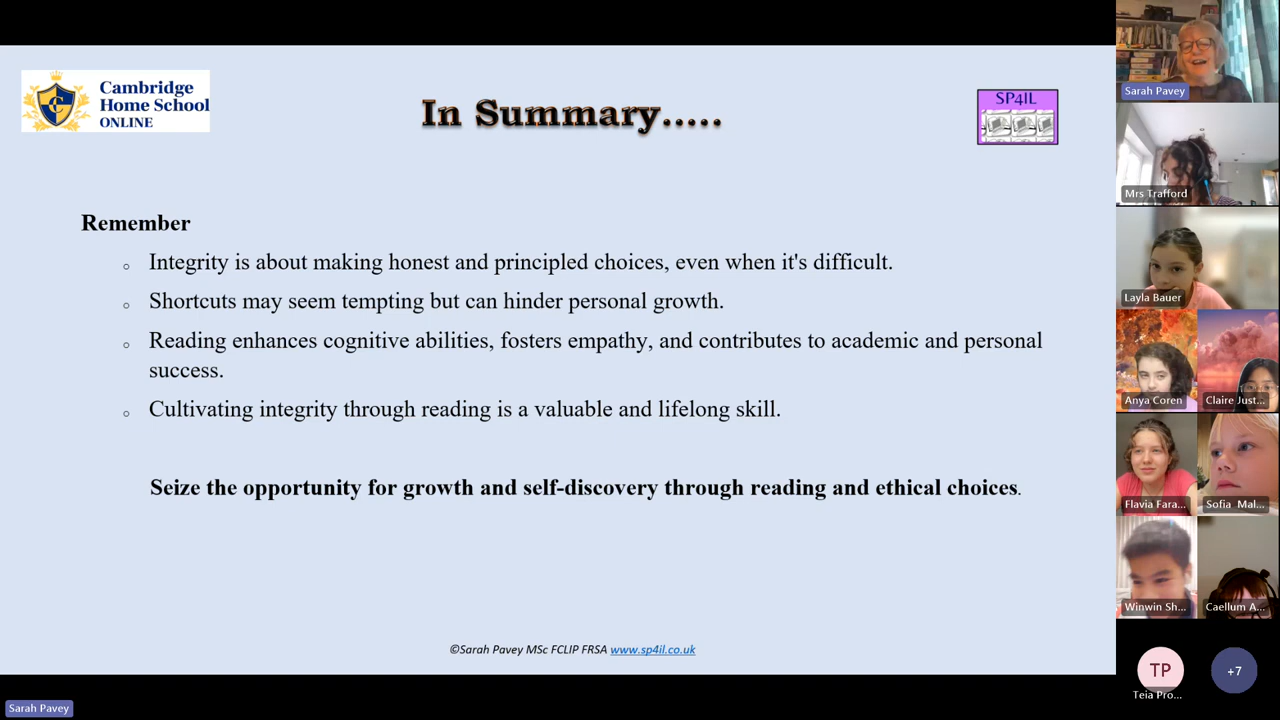 Cambridge
Home School
ONLINE
In Summary.....
SP4IL
Remember
Integrity is about making honest and principled choices, even when it's difficult.
Shortcuts may seem tempting but can hinder personal growth.
Reading enhances cognitive abilities, fosters empathy, and contributes to academic and personal
success.
Cultivating integrity through reading is a valuable and lifelong skill.
Seize the opportunity for growth and self-discovery through reading and ethical choices.
©Sarah Pavey MSc FCLIP FRSA www.sp4il.co.uk
Sarah Pavey
Sarah Pavey
Mrs Trafford
Layla Bauer
Anya Coren
Claire Just...
Flavia Fara...
Sofia Mal...
Winwin Sh...
Caellum A...
TP
Teia Pro...
+7